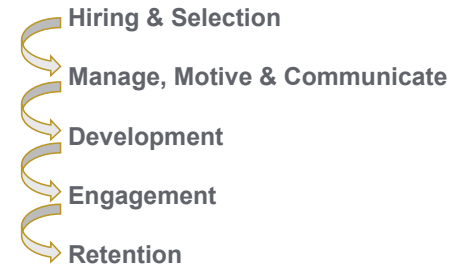 Hiring & Selection
Manage, Motive & Communicate
Development
Engagement
Retention